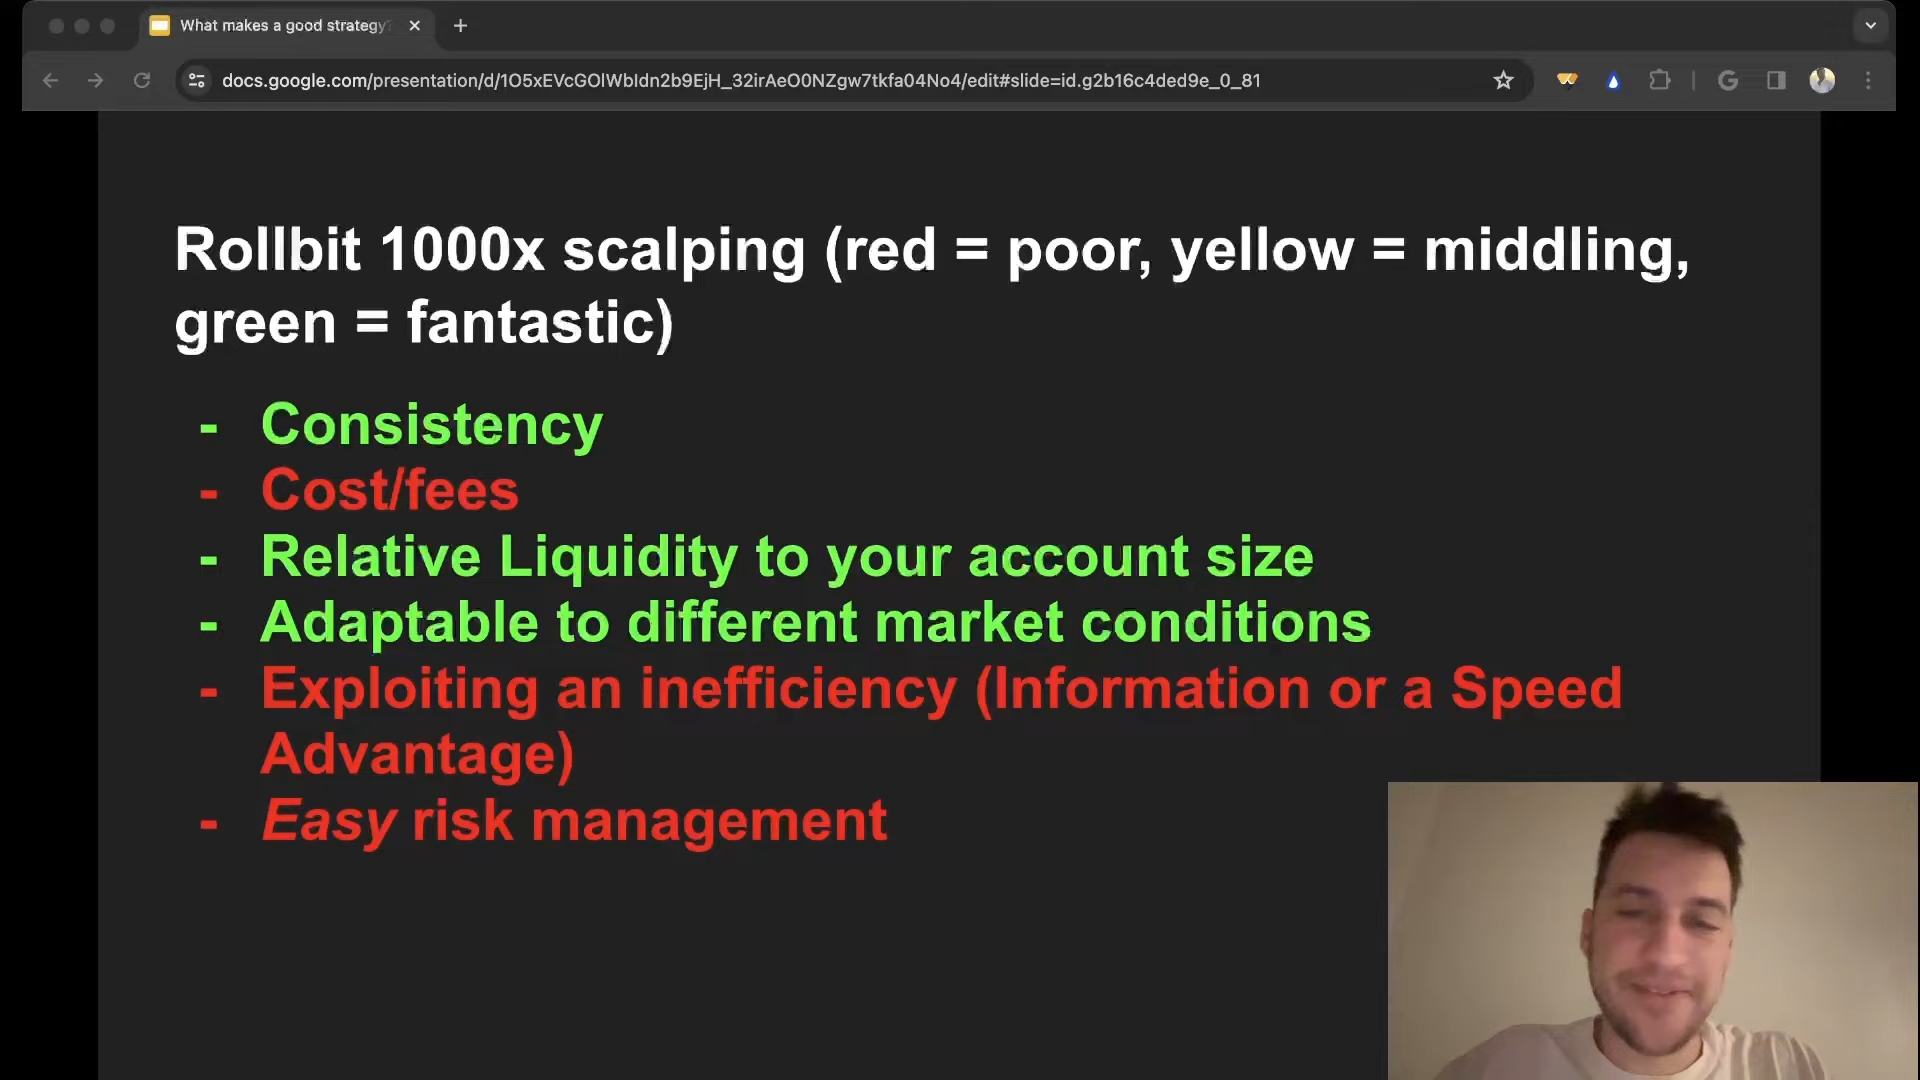 What makes a good strategy
docs.google.com/presentation/d/1O5xEVcGOlWbIdn2b9EjH_32irAeO0NZgw7tkfa04No4/edit#slide=id.g2b16c4ded9e_0_81
Rollbit 1000x scalping (red = poor, yellow = middling,
green = fantastic)
- Consistency
- Cost/fees
- Relative Liquidity to your account size
- Adaptable to different market conditions
- Exploiting an inefficiency (Information or a Speed
Advantage)
- Easy risk management